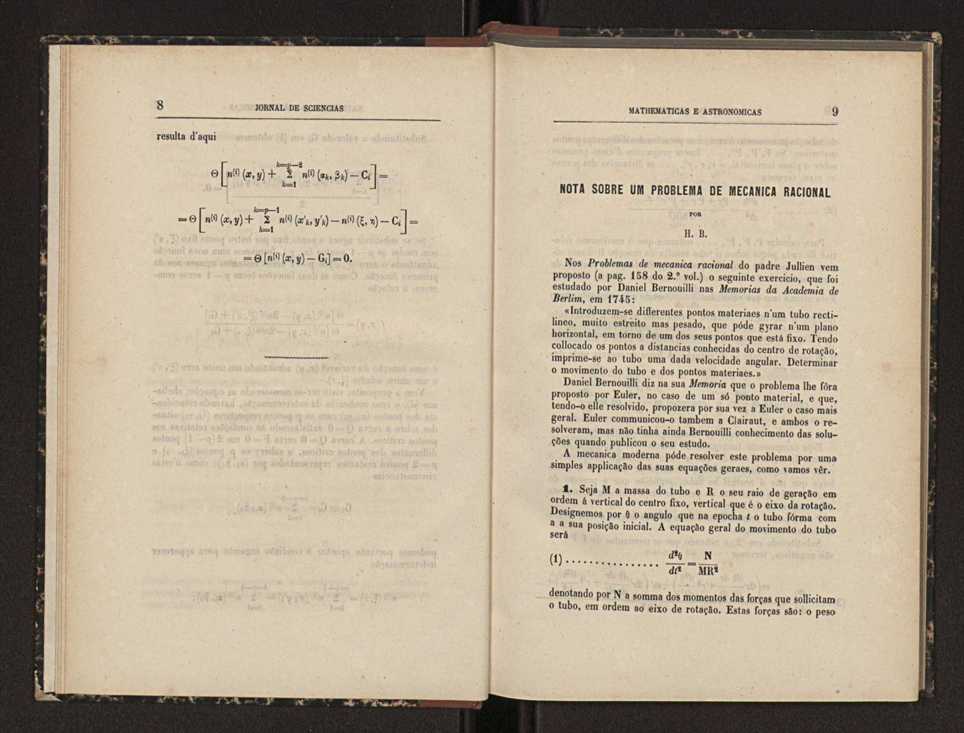 8 JORNAL DE SCIENCIAS
resulta d'aqui
Θ [ n⁽ⁱ⁾ (x, y) + Σ_{k=1}^{k=p—2} n⁽ⁱ⁾ (α_k, β_k) — C_i ] =
= Θ [ n⁽ⁱ⁾ (x, y) + Σ_{k=1}^{k=p—1} n⁽ⁱ⁾ (x'_k, y'_k) — n⁽ⁱ⁾ (ξ, η) — C_i ] =
= Θ [n⁽ⁱ⁾ (x, y) — G_i] = 0.
MATHEMATICAS E ASTRONOMICAS 9
NOTA SOBRE UM PROBLEMA DE MECANICA RACIONAL
POR
H. B.
Nos Problemas de mecanica racional do padre Jullien vem
proposto (a pag. 158 do 2.º vol.) o seguinte exercicio, que foi
estudado por Daniel Bernouilli nas Memorias da Academia de
Berlim, em 1745:
«Introduzem-se differentes pontos materiaes n'um tubo recti-
lineo, muito estreito mas pesado, que póde gyrar n'um plano
horizontal, em torno de um dos seus pontos que está fixo. Tendo
collocado os pontos a distancias conhecidas do centro de rotação,
imprime-se ao tubo uma dada velocidade angular. Determinar
o movimento do tubo e dos pontos materiaes.»
Daniel Bernouilli diz na sua Memoria que o problema lhe fôra
proposto por Euler, no caso de um só ponto material, e que,
tendo-o elle resolvido, propozera por sua vez a Euler o caso mais
geral. Euler communicou-o tambem a Clairaut, e ambos o re-
solveram, mas não tinha ainda Bernouilli conhecimento das solu-
ções quando publicou o seu estudo.
A mecanica moderna póde resolver este problema por uma
simples applicação das suas equações geraes, como vamos vêr.
1. Seja M a massa do tubo e R o seu raio de geração em
ordem á vertical do centro fixo, vertical que é o eixo da rotação.
Designemos por θ o angulo que na epocha t o tubo fórma com
a a sua posição inicial. A equação geral do movimento do tubo
será
(1) . . . . . . . . . . . . . . . . d²θ/dt² = N/MR²
denotando por N a somma dos momentos das forças que sollicitam
o tubo, em ordem ao eixo de rotação. Estas forças são: o peso